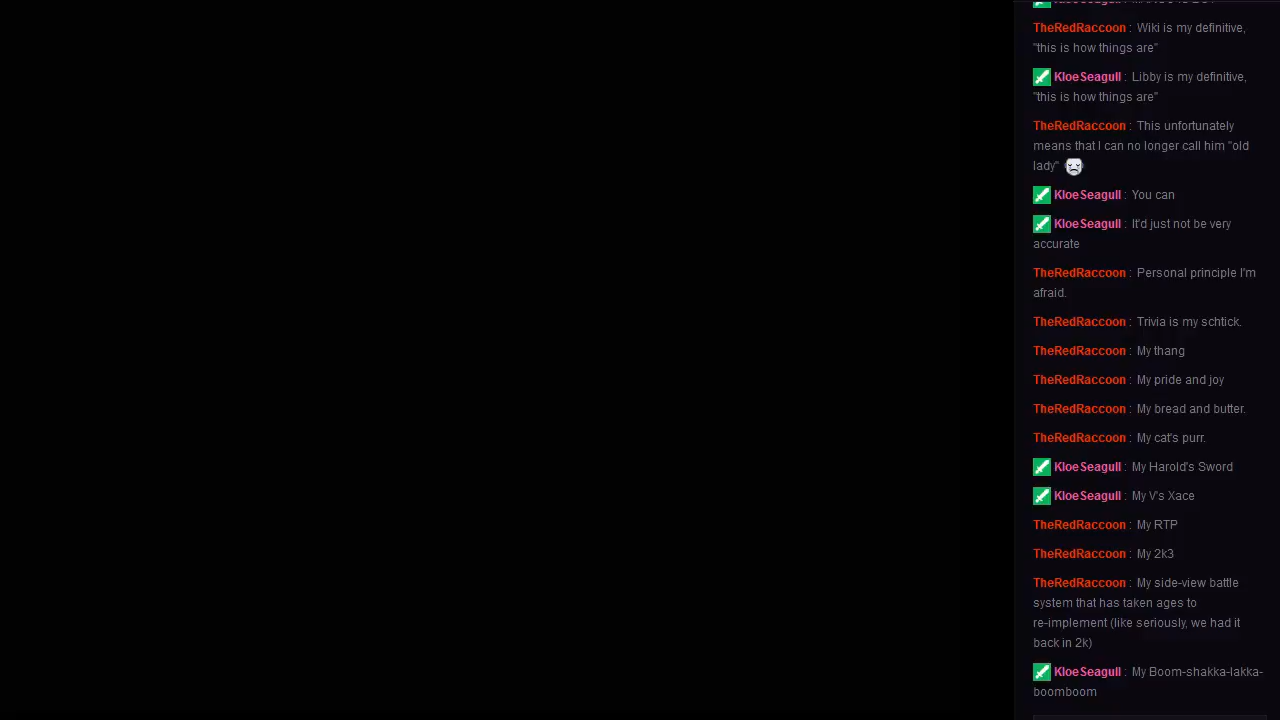 TheRedRaccoon : Wiki is my definitive,
"this is how things are"
KloeSeagull : Libby is my definitive,
"this is how things are"
TheRedRaccoon : This unfortunately
means that I can no longer call him "old
lady"
KloeSeagull : You can
KloeSeagull : It'd just not be very
accurate
TheRedRaccoon : Personal principle I'm
afraid.
TheRedRaccoon : Trivia is my schtick.
TheRedRaccoon : My thang
TheRedRaccoon : My pride and joy
TheRedRaccoon : My bread and butter.
TheRedRaccoon : My cat's purr.
KloeSeagull : My Harold's Sword
KloeSeagull : My V's Xace
TheRedRaccoon : My RTP
TheRedRaccoon : My 2k3
TheRedRaccoon : My side-view battle
system that has taken ages to
re-implement (like seriously, we had it
back in 2k)
KloeSeagull : My Boom-shakka-lakka-
boomboom